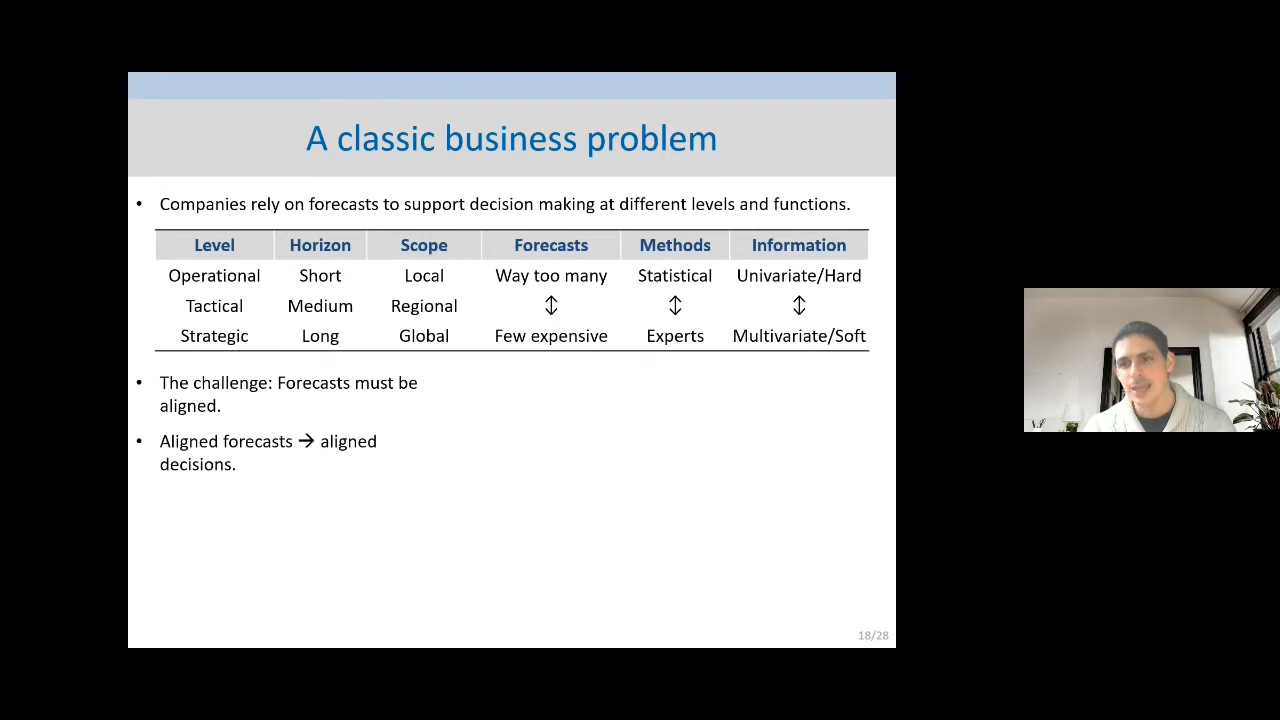 A classic business problem
• Companies rely on forecasts to support decision making at different levels and functions.
Level Horizon Scope Forecasts Methods Information
Operational Short Local Way too many Statistical Univariate/Hard
Tactical Medium Regional ↕ ↕ ↕
Strategic Long Global Few expensive Experts Multivariate/Soft
• The challenge: Forecasts must be
aligned.
• Aligned forecasts → aligned
decisions.
18/28